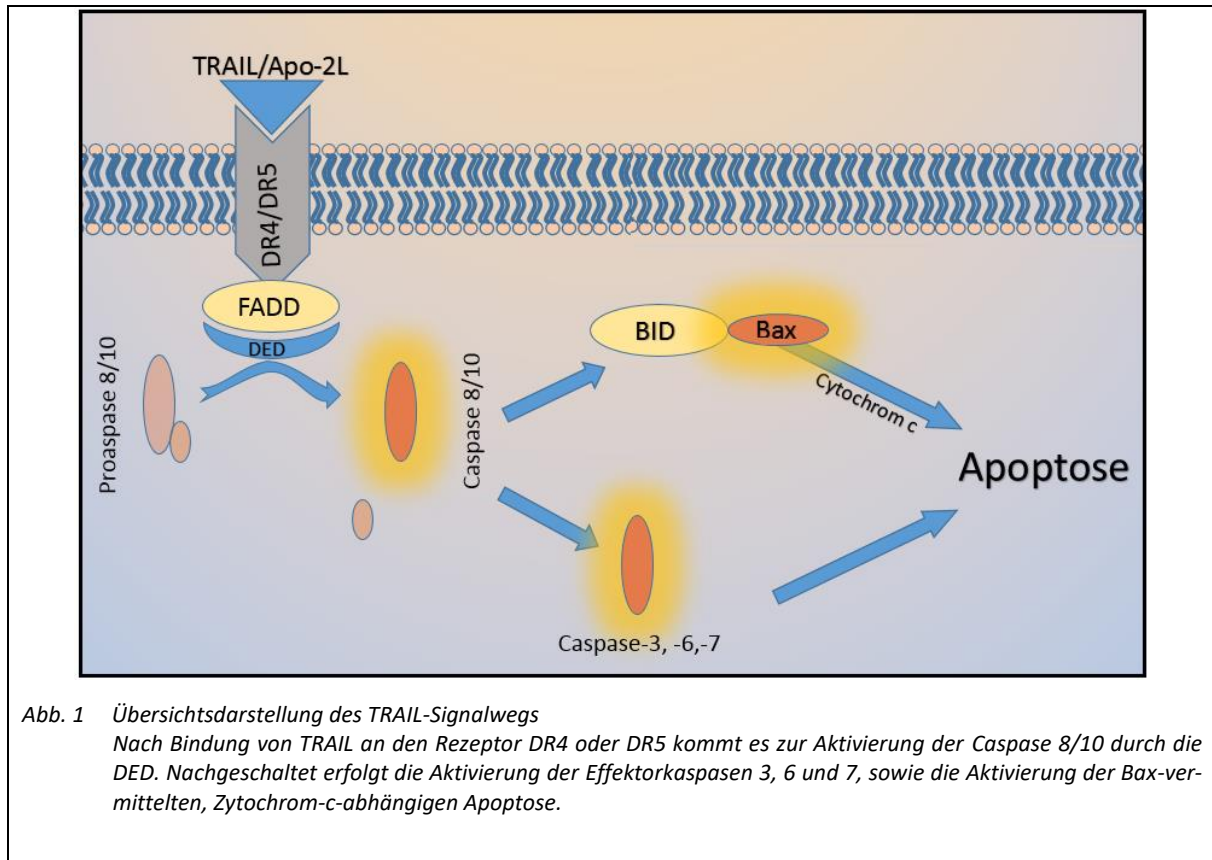 TRAIL/Apo-2L
DR4/DR5
FADD
DED
Proaspase 8/10
Caspase 8/10
BID
Bax
Cytochrom c
Apoptose
Caspase-3, -6,-7
Abb. 1 Übersichtsdarstellung des TRAIL-Signalwegs
Nach Bindung von TRAIL an den Rezeptor DR4 oder DR5 kommt es zur Aktivierung der Caspase 8/10 durch die
DED. Nachgeschaltet erfolgt die Aktivierung der Effektorkaspasen 3, 6 und 7, sowie die Aktivierung der Bax-ver-
mittelten, Zytochrom-c-abhängigen Apoptose.